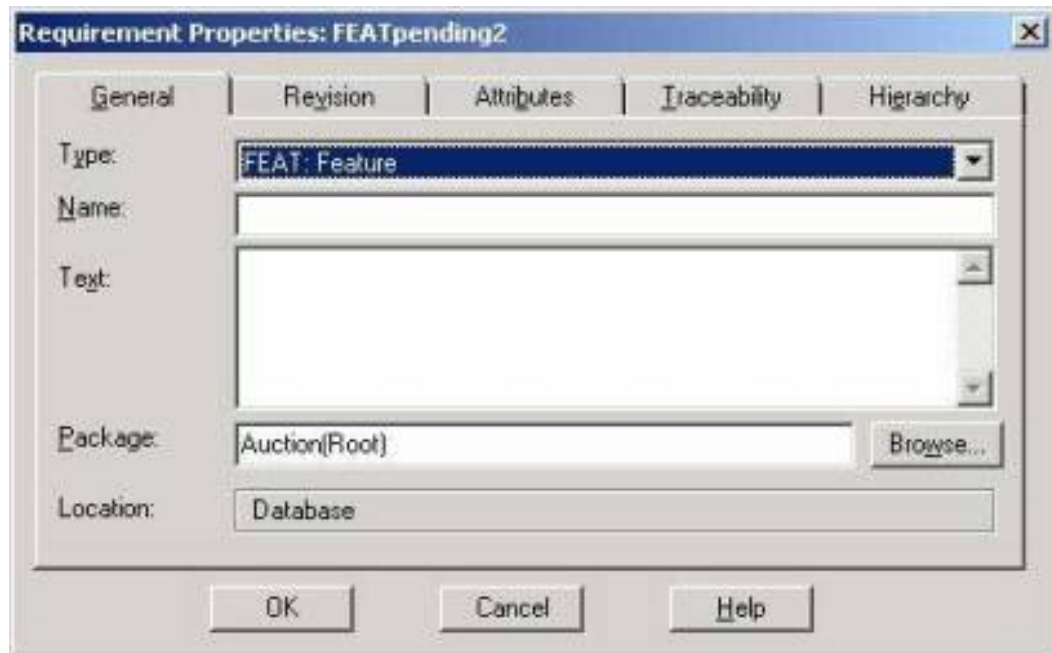 Requirement Properties: FEATpending2
General Revision Attributes Traceability Hierarchy
Type: FEAT: Feature
Name:
Text:
Package: Auction(Root) Browse...
Location: Database
OK Cancel Help